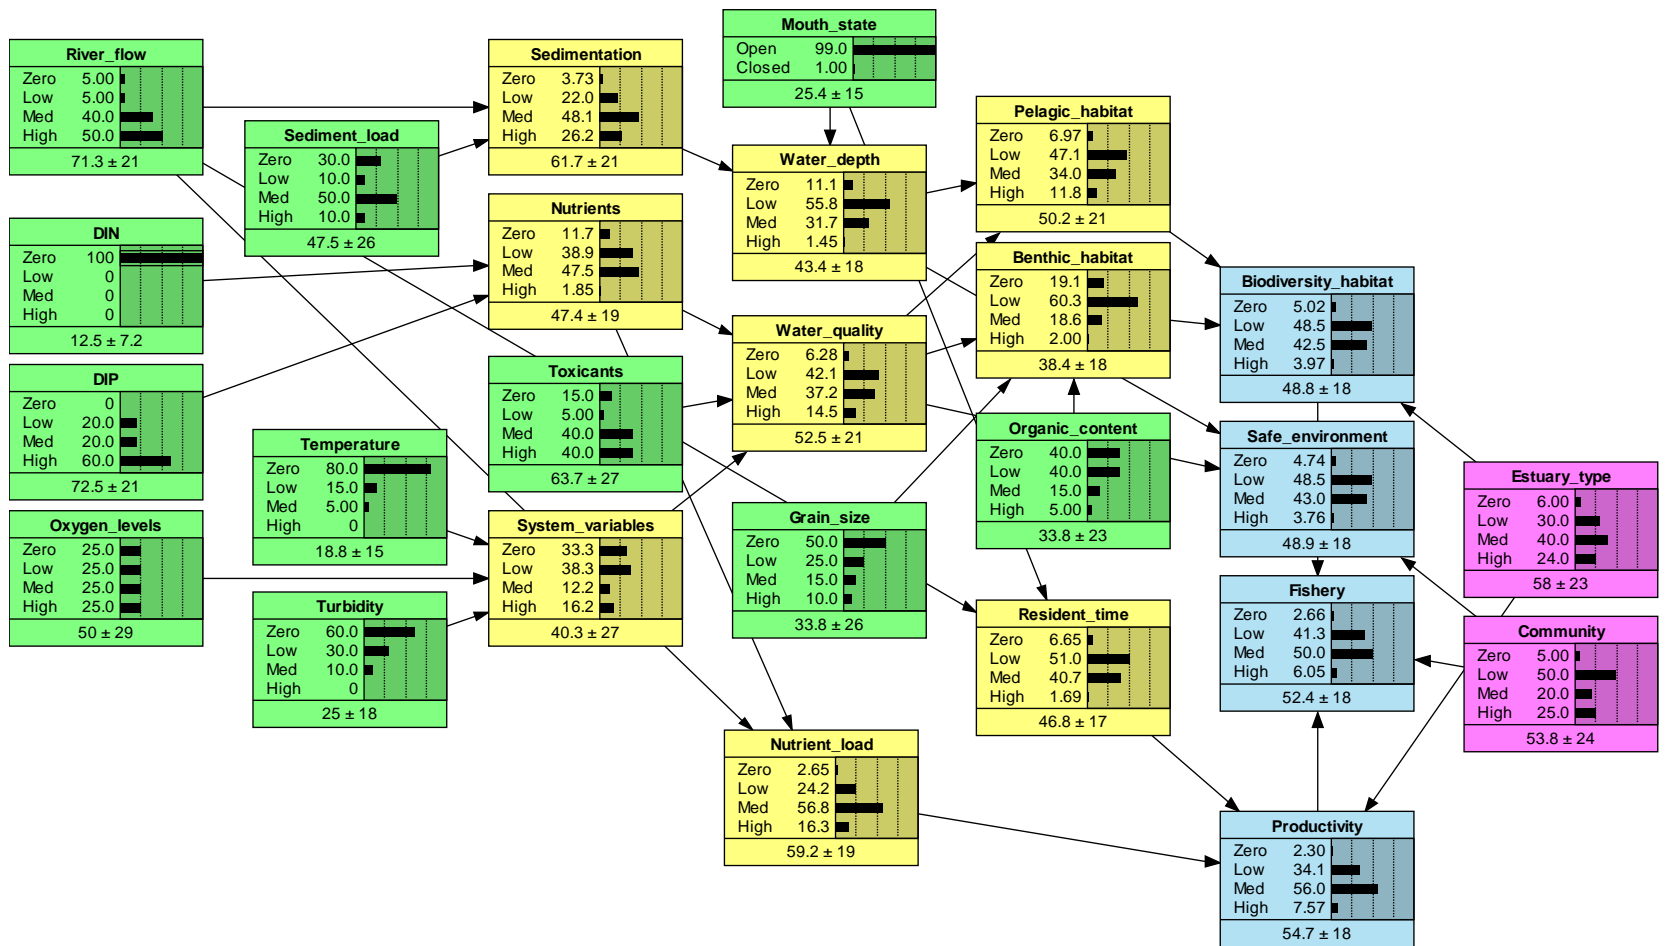 River_flow
Zero 5.00
Low 5.00
Med 40.0
High 50.0
71.3 ± 21
Sediment_load
Zero 30.0
Low 10.0
Med 50.0
High 10.0
47.5 ± 26
DIN
Zero 100
Low 0
Med 0
High 0
12.5 ± 7.2
DIP
Zero 0
Low 20.0
Med 20.0
High 60.0
72.5 ± 21
Oxygen_levels
Zero 25.0
Low 25.0
Med 25.0
High 25.0
50 ± 29
Temperature
Zero 80.0
Low 15.0
Med 5.00
High 0
18.8 ± 15
Turbidity
Zero 60.0
Low 30.0
Med 10.0
High 0
25 ± 18
Sedimentation
Zero 3.73
Low 22.0
Med 48.1
High 26.2
61.7 ± 21
Nutrients
Zero 11.7
Low 38.9
Med 47.5
High 1.85
47.4 ± 19
Toxicants
Zero 15.0
Low 5.00
Med 40.0
High 40.0
63.7 ± 27
System_variables
Zero 33.3
Low 38.3
Med 12.2
High 16.2
40.3 ± 27
Mouth_state
Open 99.0
Closed 1.00
25.4 ± 15
Water_depth
Zero 11.1
Low 55.8
Med 31.7
High 1.45
43.4 ± 18
Water_quality
Zero 6.28
Low 42.1
Med 37.2
High 14.5
52.5 ± 21
Grain_size
Zero 50.0
Low 25.0
Med 15.0
High 10.0
33.8 ± 26
Nutrient_load
Zero 2.65
Low 24.2
Med 56.8
High 16.3
59.2 ± 19
Pelagic_habitat
Zero 6.97
Low 47.1
Med 34.0
High 11.8
50.2 ± 21
Benthic_habitat
Zero 19.1
Low 60.3
Med 18.6
High 2.00
38.4 ± 18
Organic_content
Zero 40.0
Low 40.0
Med 15.0
High 5.00
33.8 ± 23
Resident_time
Zero 6.65
Low 51.0
Med 40.7
High 1.69
46.8 ± 17
Biodiversity_habitat
Zero 5.02
Low 48.5
Med 42.5
High 3.97
48.8 ± 18
Safe_environment
Zero 4.74
Low 48.5
Med 43.0
High 3.76
48.9 ± 18
Fishery
Zero 2.66
Low 41.3
Med 50.0
High 6.05
52.4 ± 18
Productivity
Zero 2.30
Low 34.1
Med 56.0
High 7.57
54.7 ± 18
Estuary_type
Zero 6.00
Low 30.0
Med 40.0
High 24.0
58 ± 23
Community
Zero 5.00
Low 50.0
Med 20.0
High 25.0
53.8 ± 24